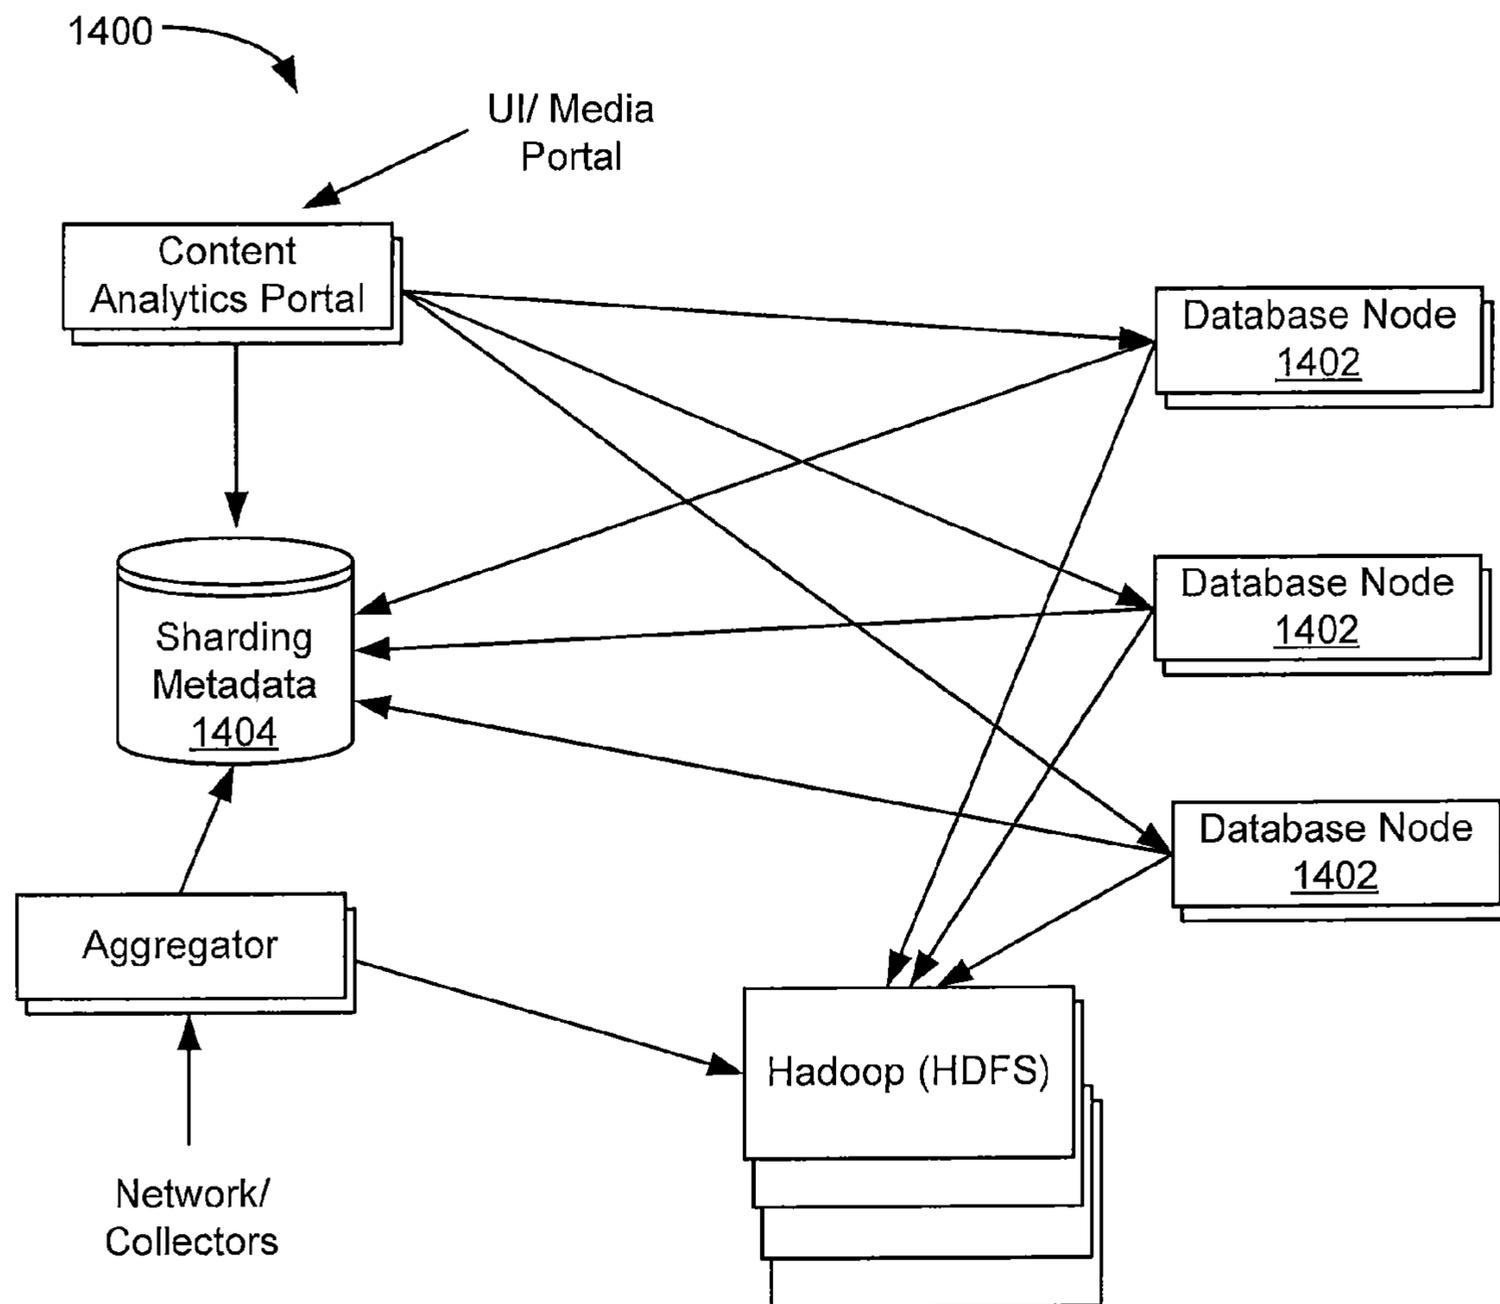 1400
UI/ Media
Portal
Content
Analytics Portal
Database Node
1402
Database Node
1402
Sharding
Metadata
1404
Database Node
1402
Aggregator
Hadoop (HDFS)
Network/
Collectors